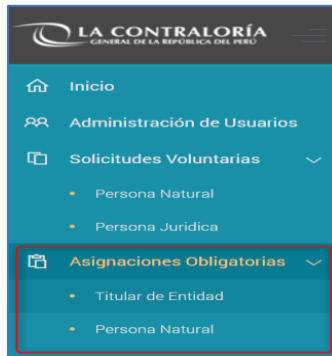 LA CONTRALORÍA
GENERAL DE LA REPÚBLICA DEL PERÚ
Inicio
Administración de Usuarios
Solicitudes Voluntarias
Persona Natural
Persona Juridica
Asignaciones Obligatorias
Titular de Entidad
Persona Natural